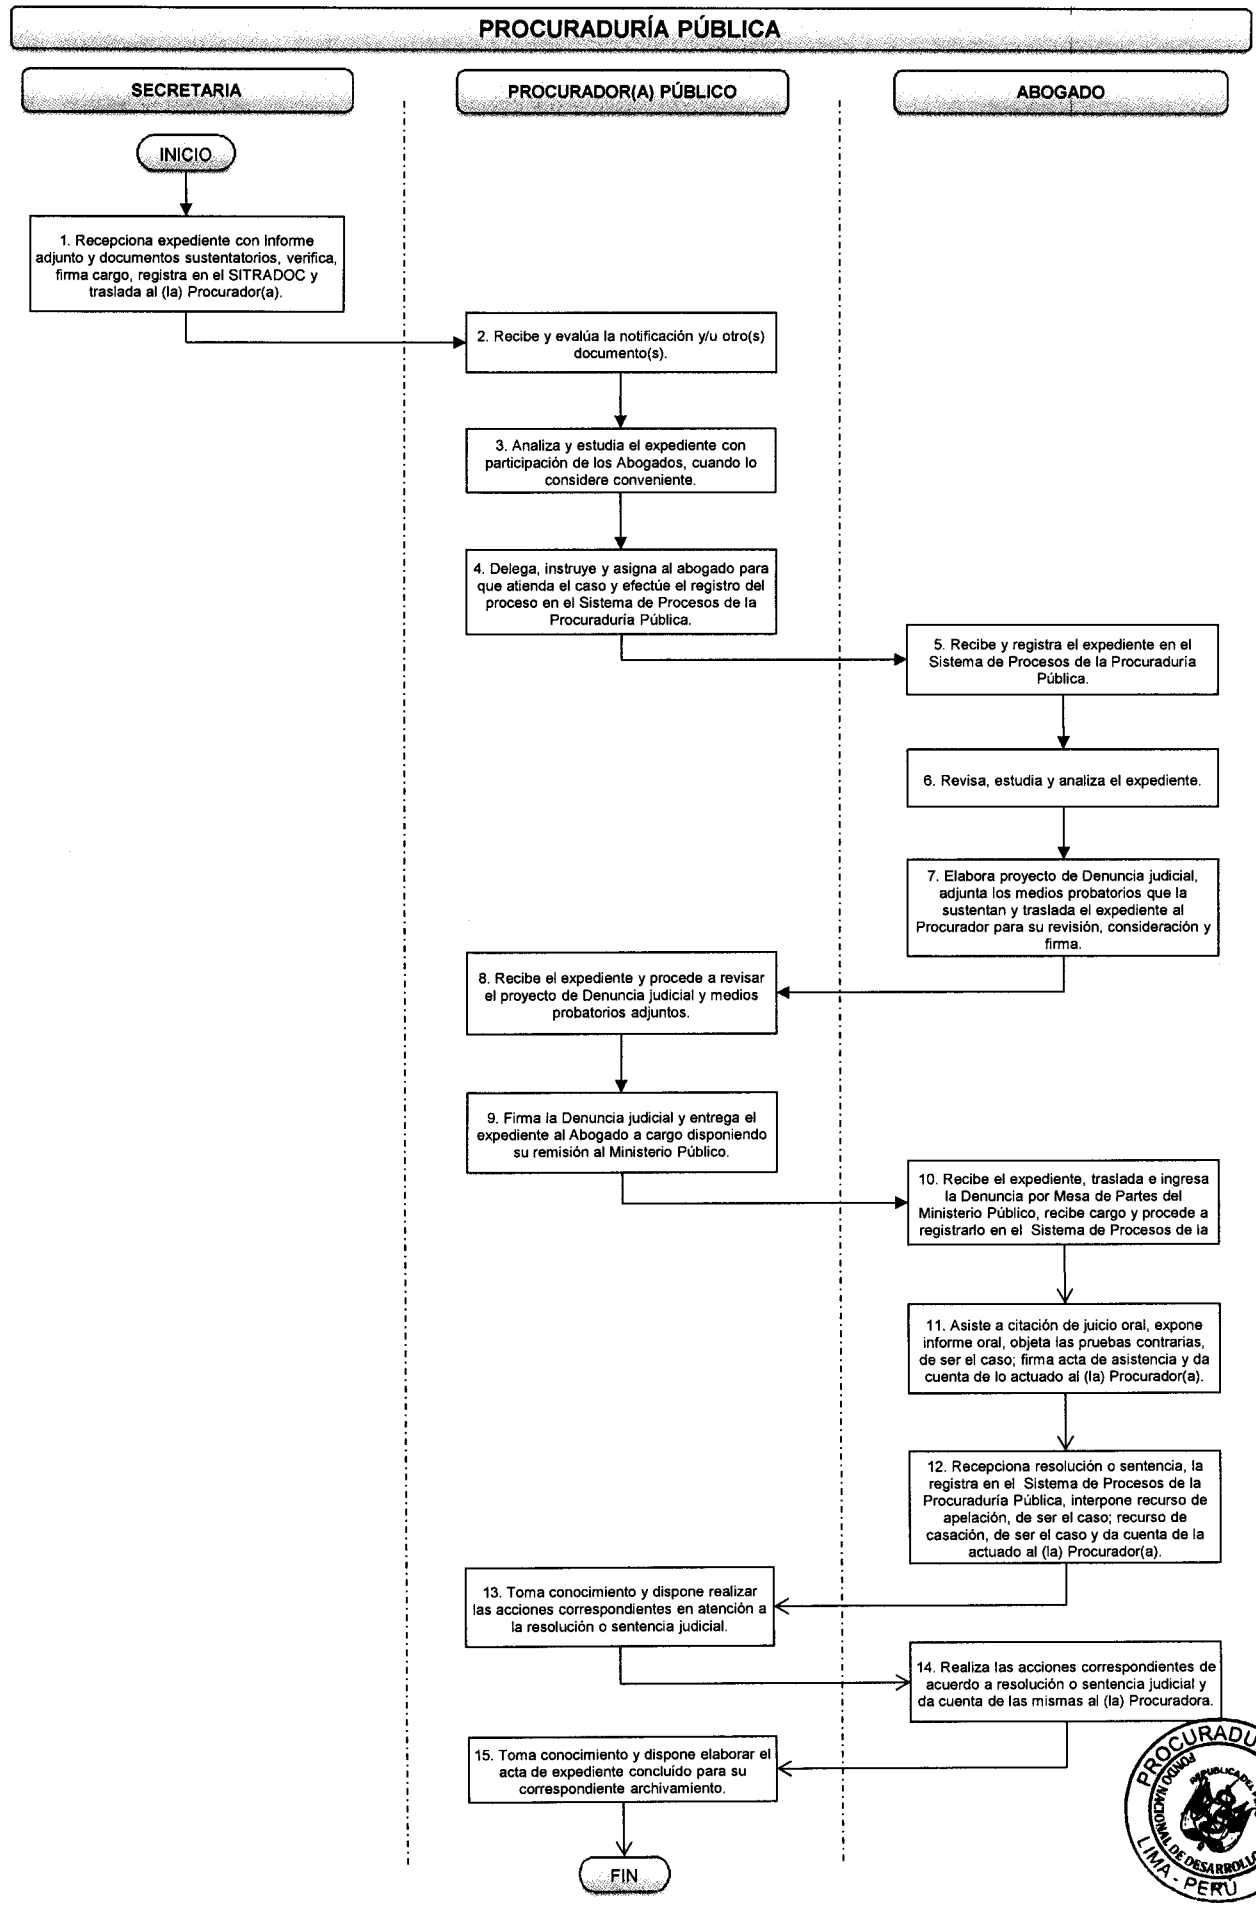 PROCURADURÍA PÚBLICA
SECRETARIA
PROCURADOR(A) PÚBLICO
ABOGADO
INICIO
1. Recepciona expediente con Informe
adjunto y documentos sustentatorios, verifica,
firma cargo, registra en el SITRADOC y
traslada al (la) Procurador(a).
2. Recibe y evalúa la notificación y/u otro(s)
documento(s).
3. Analiza y estudia el expediente con
participación de los Abogados, cuando lo
considere conveniente.
4. Delega, instruye y asigna al abogado para
que atienda el caso y efectúe el registro del
proceso en el Sistema de Procesos de la
Procuraduría Pública.
5. Recibe y registra el expediente en el
Sistema de Procesos de la Procuraduría
Pública.
6. Revisa, estudia y analiza el expediente.
7. Elabora proyecto de Denuncia judicial,
adjunta los medios probatorios que la
sustentan y traslada el expediente al
Procurador para su revisión, consideración y
firma.
8. Recibe el expediente y procede a revisar
el proyecto de Denuncia judicial y medios
probatorios adjuntos.
9. Firma la Denuncia judicial y entrega el
expediente al Abogado a cargo disponiendo
su remisión al Ministerio Público.
10. Recibe el expediente, traslada e ingresa
la Denuncia por Mesa de Partes del
Ministerio Público, recibe cargo y procede a
registrarlo en el Sistema de Procesos de la
11. Asiste a citación de juicio oral, expone
informe oral, objeta las pruebas contrarias,
de ser el caso; firma acta de asistencia y da
cuenta de lo actuado al (la) Procurador(a).
12. Recepciona resolución o sentencia, la
registra en el Sistema de Procesos de la
Procuraduría Pública, interpone recurso de
apelación, de ser el caso; recurso de
casación, de ser el caso y da cuenta de la
actuado al (la) Procurador(a).
13. Toma conocimiento y dispone realizar
las acciones correspondientes en atención a
la resolución o sentencia judicial.
14. Realiza las acciones correspondientes de
acuerdo a resolución o sentencia judicial y
da cuenta de las mismas al (la) Procuradora.
15. Toma conocimiento y dispone elaborar el
acta de expediente concluído para su
correspondiente archivamiento.
FIN
PROCURADU
FONDO NACIONAL DE DESARROLLO
REPUBLICA DEL
LIMA - PERÚ